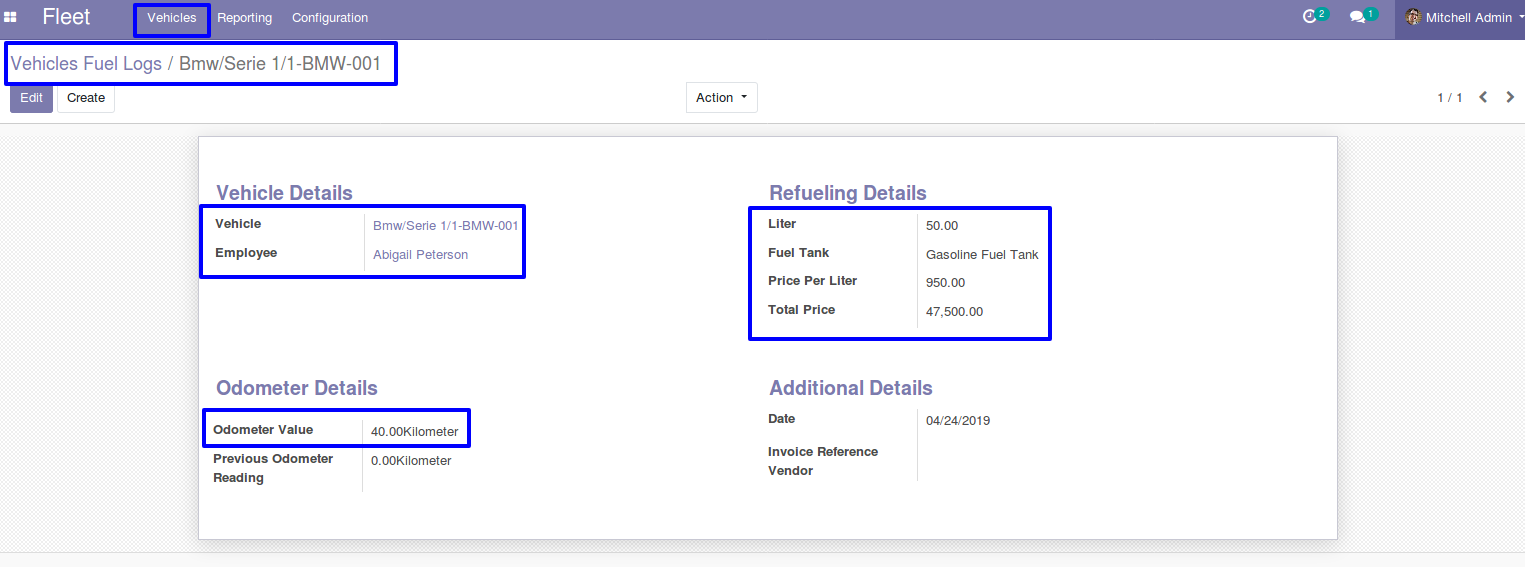 Fleet Vehicles Reporting Configuration 2 1 Mitchell Admin
Vehicles Fuel Logs / Bmw/Serie 1/1-BMW-001
Edit Create Action 1 / 1
Vehicle Details
Vehicle Bmw/Serie 1/1-BMW-001
Employee Abigail Peterson
Refueling Details
Liter 50.00
Fuel Tank Gasoline Fuel Tank
Price Per Liter 950.00
Total Price 47,500.00
Odometer Details
Odometer Value 40.00Kilometer
Previous Odometer 0.00Kilometer
Reading
Additional Details
Date 04/24/2019
Invoice Reference
Vendor